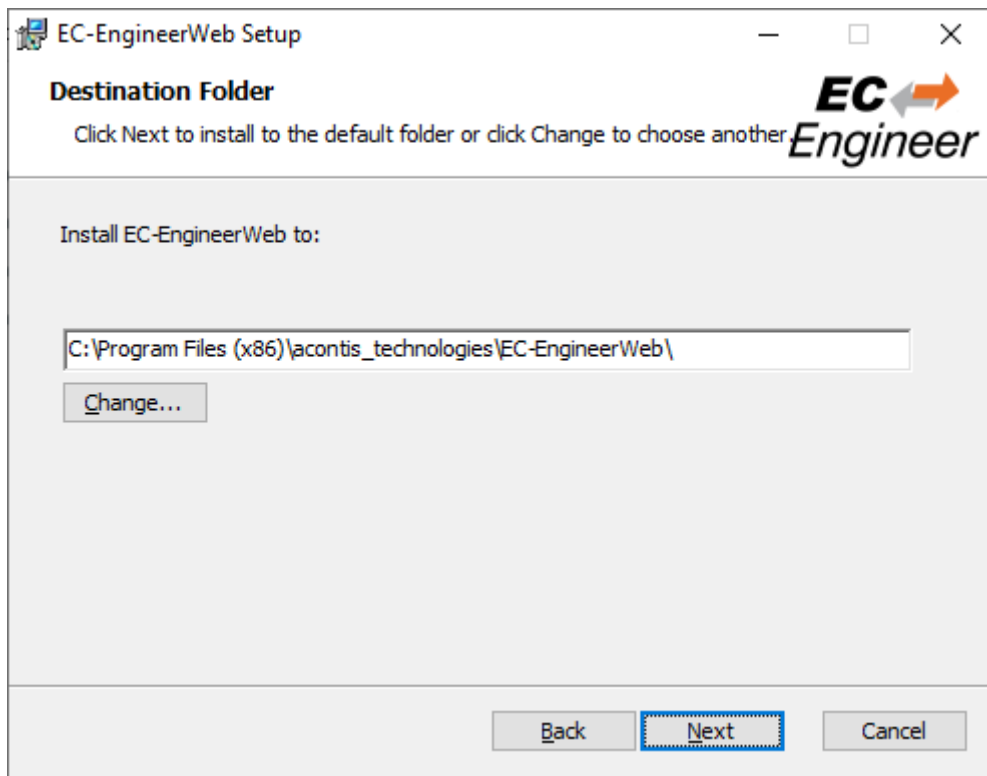 EC-EngineerWeb Setup
Destination Folder
Click Next to install to the default folder or click Change to choose another.
EC
Engineer
Install EC-EngineerWeb to:
C:\Program Files (x86)\acontis_technologies\EC-EngineerWeb\
Change...
Back Next Cancel